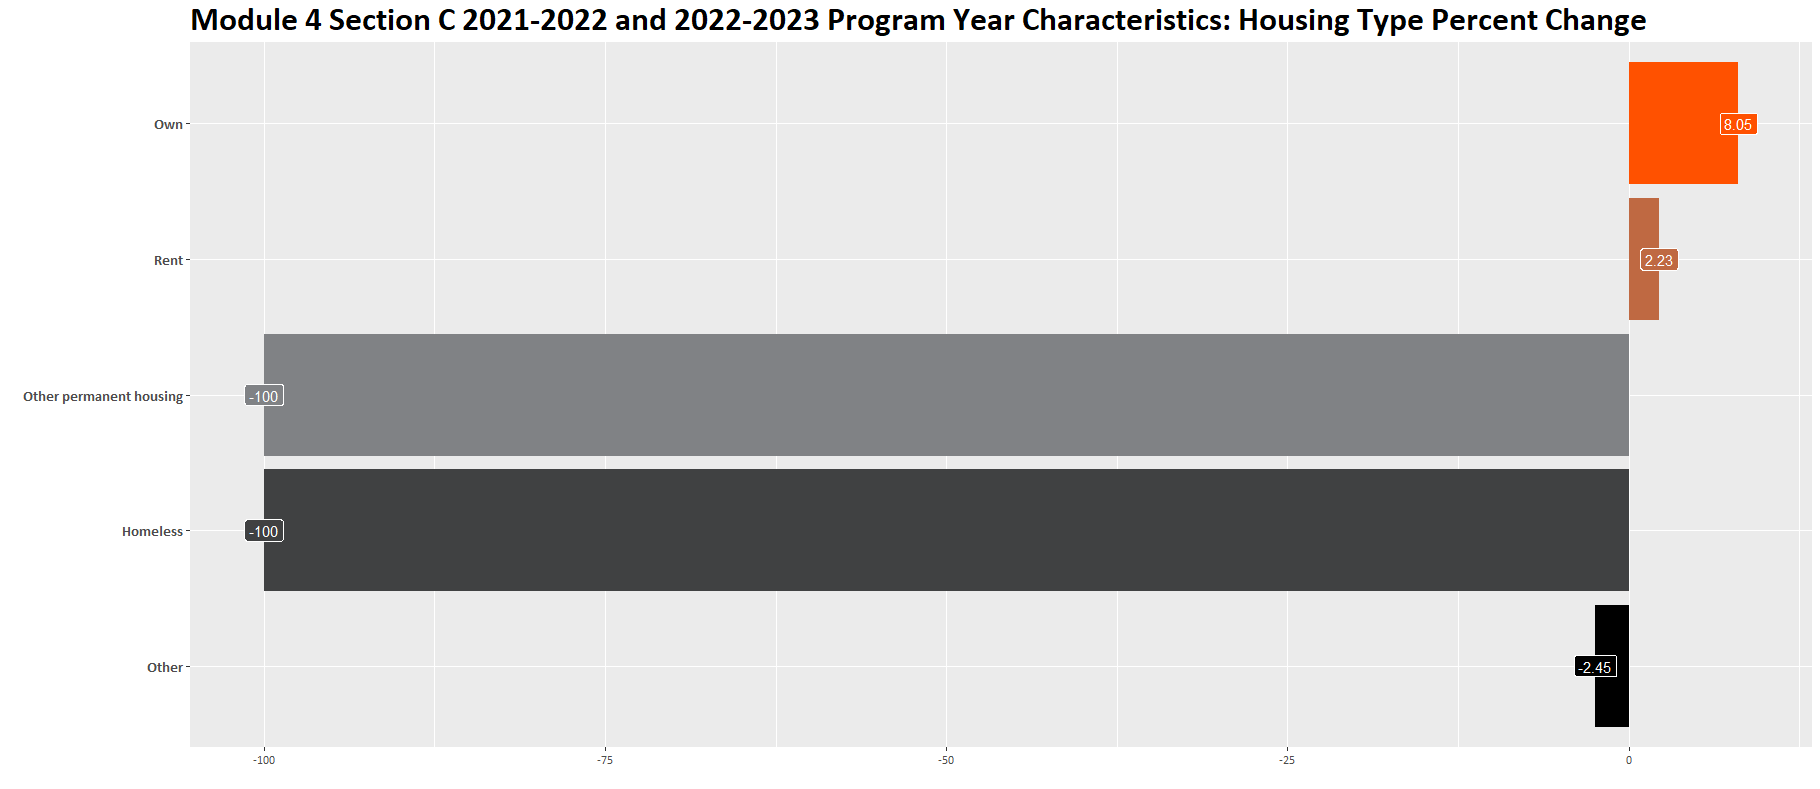 Module 4 Section C 2021-2022 and 2022-2023 Program Year Characteristics: Housing Type Percent Change
Own
8.05
Rent
2.23
Other permanent housing
-100
Homeless
-100
Other
-2.45
-100 -75 -50 -25 0